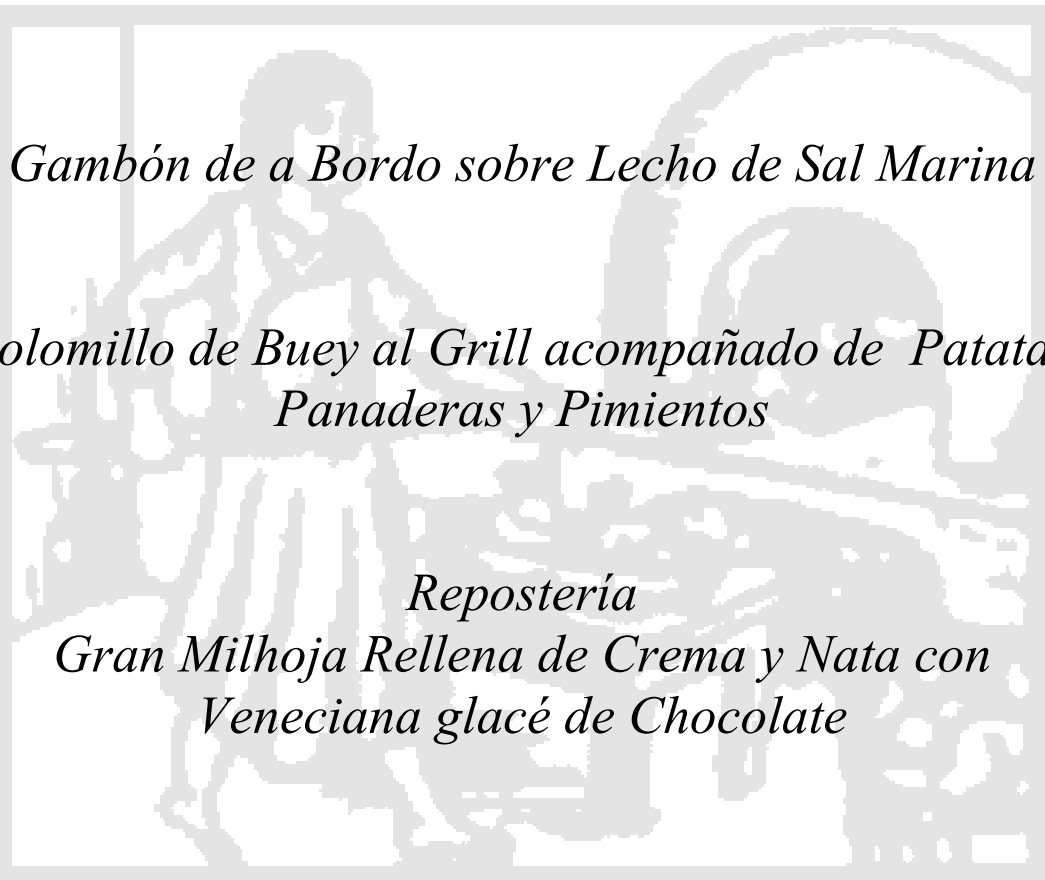 Gambón de a Bordo sobre Lecho de Sal Marina
olomillo de Buey al Grill acompañado de Patata
Panaderas y Pimientos
Repostería
Gran Milhoja Rellena de Crema y Nata con
Veneciana glacé de Chocolate